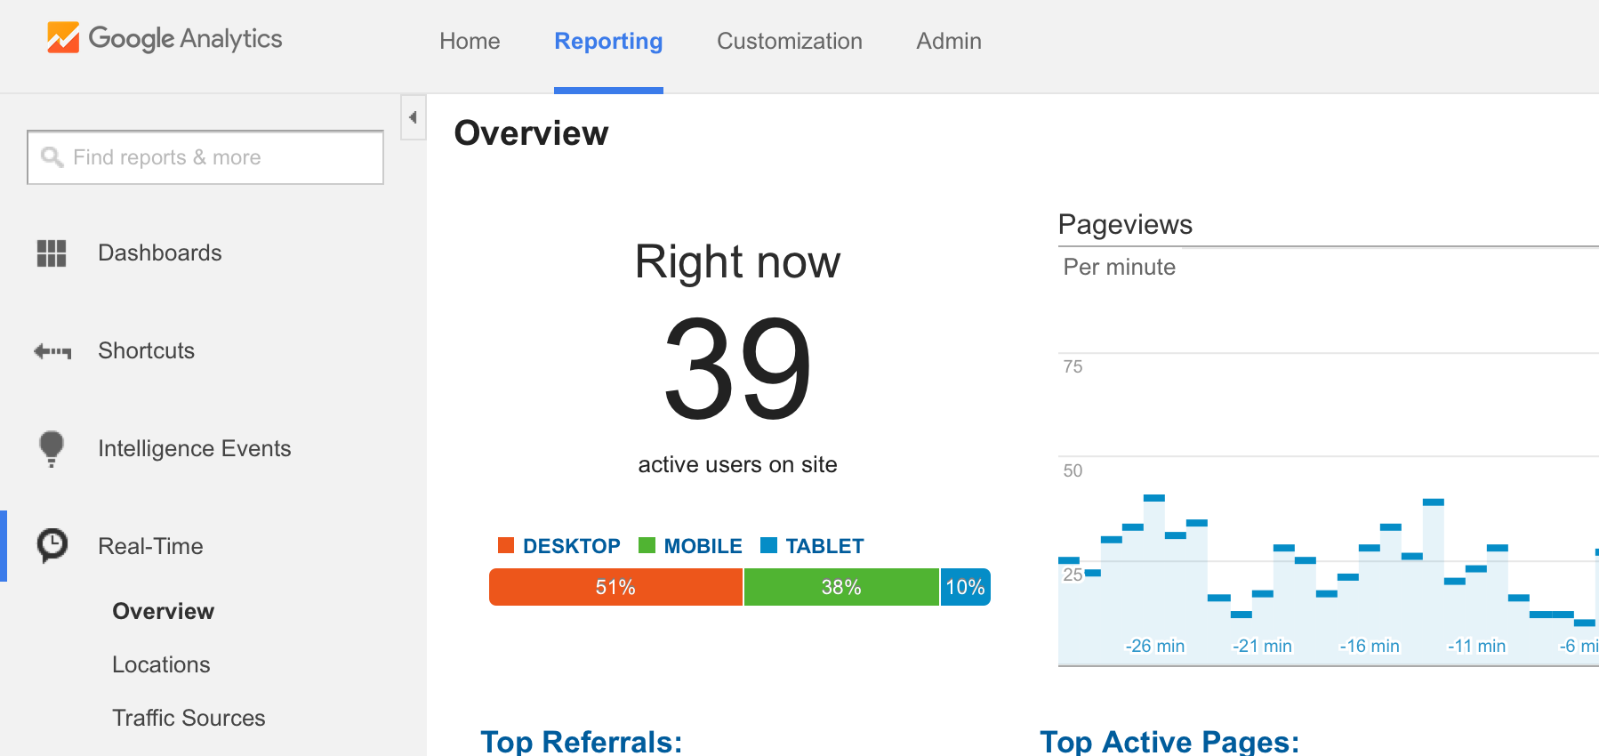 Google Analytics
Home Reporting Customization Admin
Find reports & more
Dashboards
Shortcuts
Intelligence Events
Real-Time
Overview
Locations
Traffic Sources
Overview
Right now
39
active users on site
DESKTOP MOBILE TABLET
51% 38% 10%
Pageviews
Per minute
75
50
25
-26 min -21 min -16 min -11 min -6 mi
Top Referrals:
Top Active Pages: